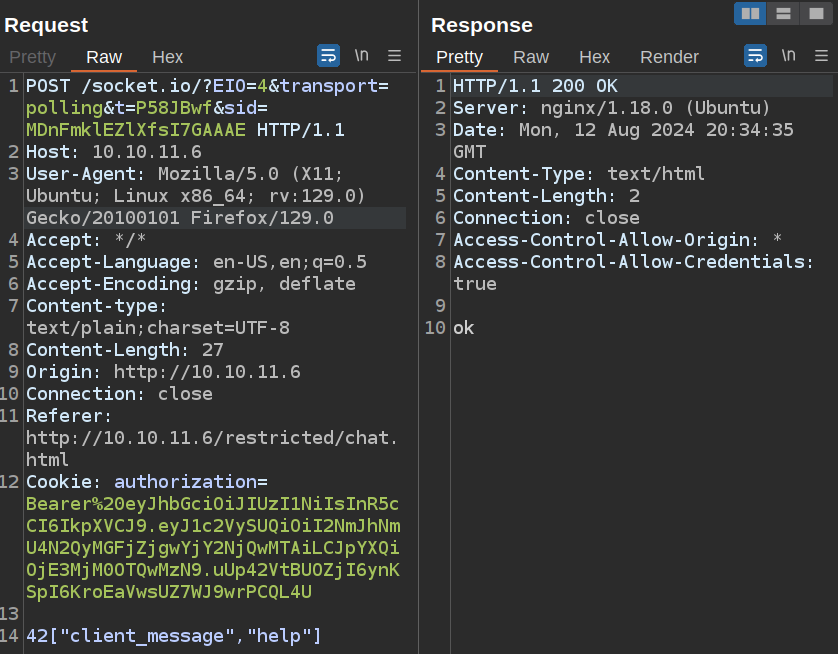 Request
Pretty Raw Hex
\n
1 POST /socket.io/?EIO=4&transport=
polling&t=P58JBwf&sid=
MDnFmklEZlXfsI7GAAAE HTTP/1.1
2 Host: 10.10.11.6
3 User-Agent: Mozilla/5.0 (X11;
Ubuntu; Linux x86_64; rv:129.0)
Gecko/20100101 Firefox/129.0
4 Accept: */*
5 Accept-Language: en-US,en;q=0.5
6 Accept-Encoding: gzip, deflate
7 Content-type:
text/plain;charset=UTF-8
8 Content-Length: 27
9 Origin: http://10.10.11.6
10 Connection: close
11 Referer:
http://10.10.11.6/restricted/chat.
html
12 Cookie: authorization=
Bearer%20eyJhbGciOiJIUzI1NiIsInR5c
CI6IkpXVCJ9.eyJ1c2VySUQiOiI2NmJhNm
U4N2QyMGFjZjgwYjY2NjQwMTAiLCJpYXQi
OjE3MjM0OTQwMzN9.uUp42VtBUOZjI6ynK
SpI6KroEaVwsUZ7WJ9wrPCQL4U
13
14 42["client_message","help"]
Response
Pretty Raw Hex Render
\n
1 HTTP/1.1 200 OK
2 Server: nginx/1.18.0 (Ubuntu)
3 Date: Mon, 12 Aug 2024 20:34:35
GMT
4 Content-Type: text/html
5 Content-Length: 2
6 Connection: close
7 Access-Control-Allow-Origin: *
8 Access-Control-Allow-Credentials:
true
9
10 ok